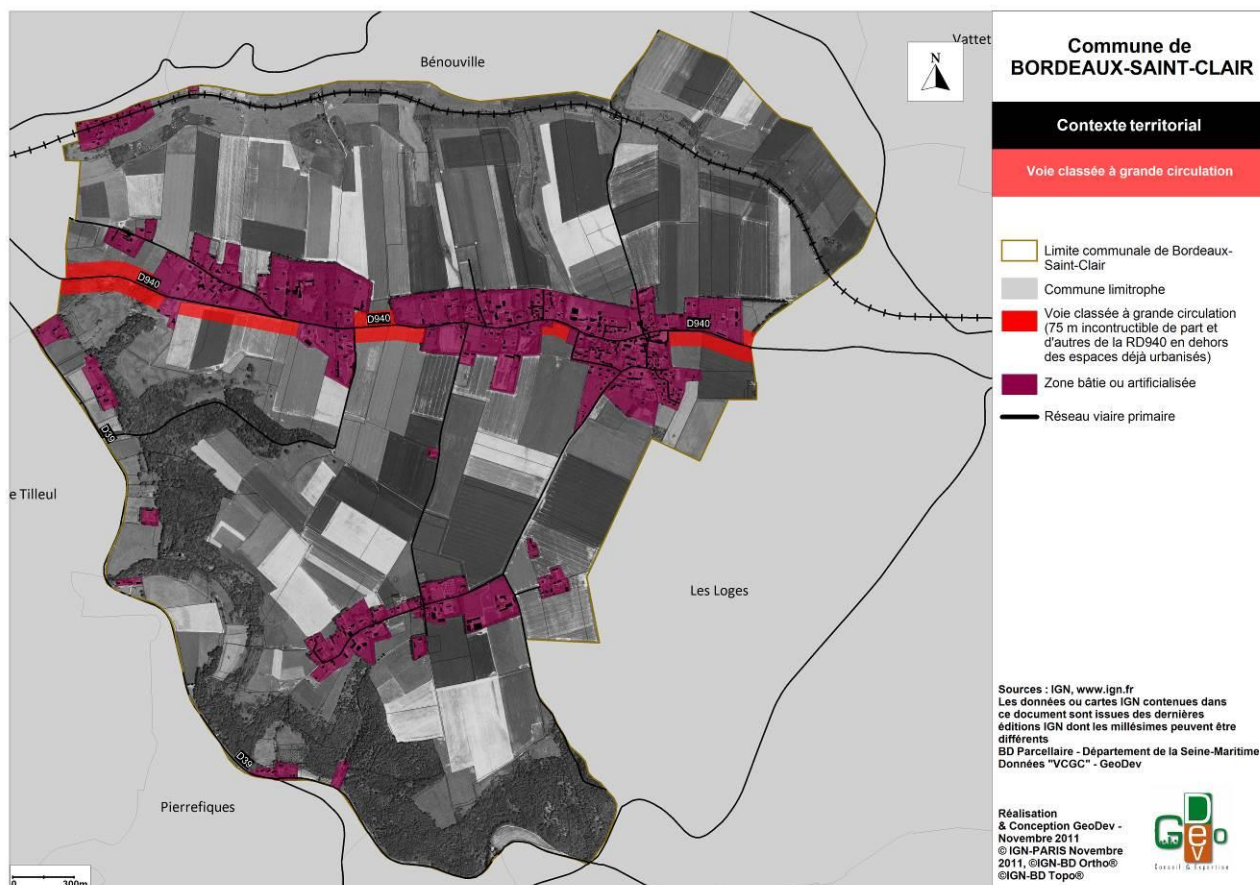 Bénouville
Vattet
N
D940
D940
D940
D39
e Tilleul
Les Loges
D39
Pierrefiques
0 300m
Commune de
BORDEAUX-SAINT-CLAIR
Contexte territorial
Voie classée à grande circulation
Limite communale de Bordeaux-
Saint-Clair
Commune limitrophe
Voie classée à grande circulation
(75 m incontructible de part et
d'autres de la RD940 en dehors
des espaces déjà urbanisés)
Zone bâtie ou artificialisée
Réseau viaire primaire
Sources : IGN, www.ign.fr
Les données ou cartes IGN contenues dans
ce document sont issues des dernières
éditions IGN dont les millésimes peuvent être
différents
BD Parcellaire - Département de la Seine-Maritime
Données "VCGC" - GeoDev
Réalisation
& Conception GeoDev -
Novembre 2011
© IGN-PARIS Novembre
2011, ©IGN-BD Ortho®
©IGN-BD Topo®
GeoDev
Conseil & Expertise